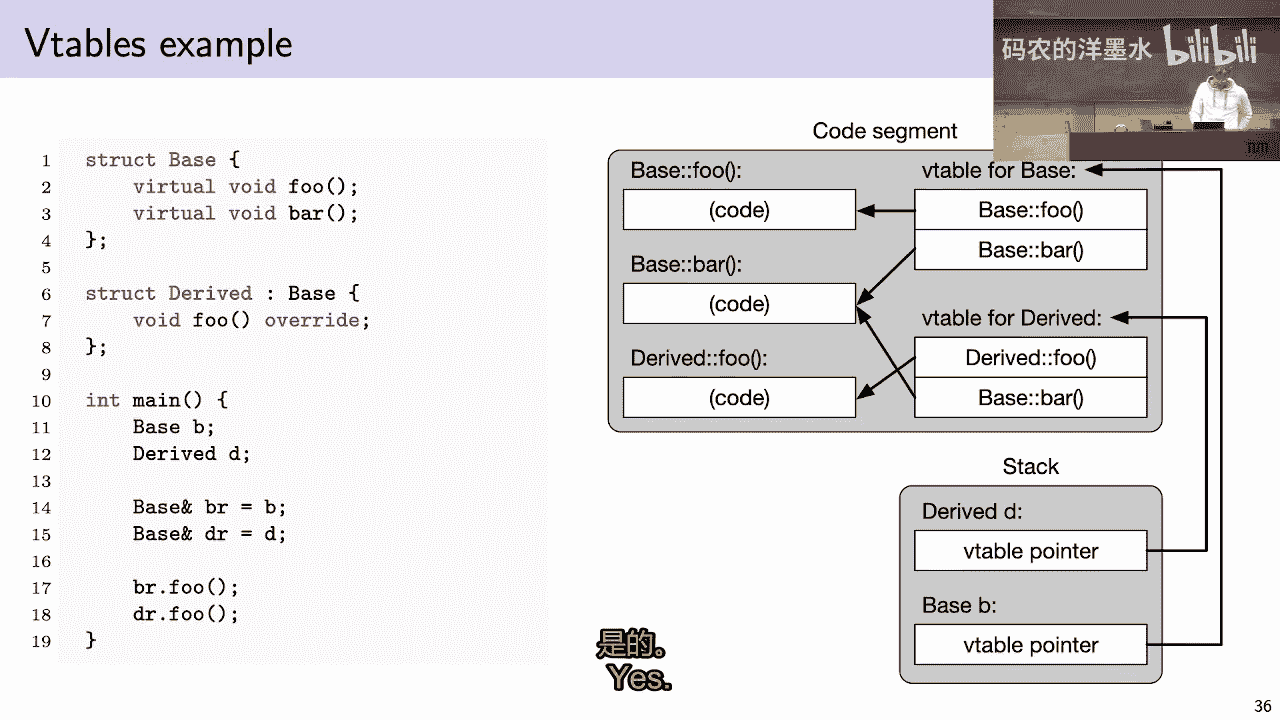 Vtables example
码农的洋墨水 bilibili
1 struct Base {
2 virtual void foo();
3 virtual void bar();
4 };
5
6 struct Derived : Base {
7 void foo() override;
8 };
9
10 int main() {
11 Base b;
12 Derived d;
13
14 Base& br = b;
15 Base& dr = d;
16
17 br.foo();
18 dr.foo();
19 }
Code segment
Base::foo():
(code)
Base::bar():
(code)
Derived::foo():
(code)
vtable for Base:
Base::foo()
Base::bar()
vtable for Derived:
Derived::foo()
Base::bar()
Stack
Derived d:
vtable pointer
Base b:
vtable pointer
是的。
Yes.
36